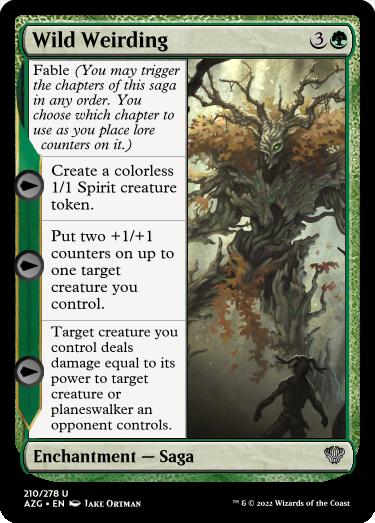 Wild Weirding 3
Fable (You may trigger
the chapters of this saga
in any order. You
choose which chapter to
use as you place lore
counters on it.)
Create a colorless
1/1 Spirit creature
token.
Put two +1/+1
counters on up to
one target
creature you
control.
Target creature you
control deals
damage equal to its
power to target
creature or
planeswalker an
opponent controls.
Enchantment — Saga
210/278 U
AZG • EN Jake Ortman
™ & © 2022 Wizards of the Coast